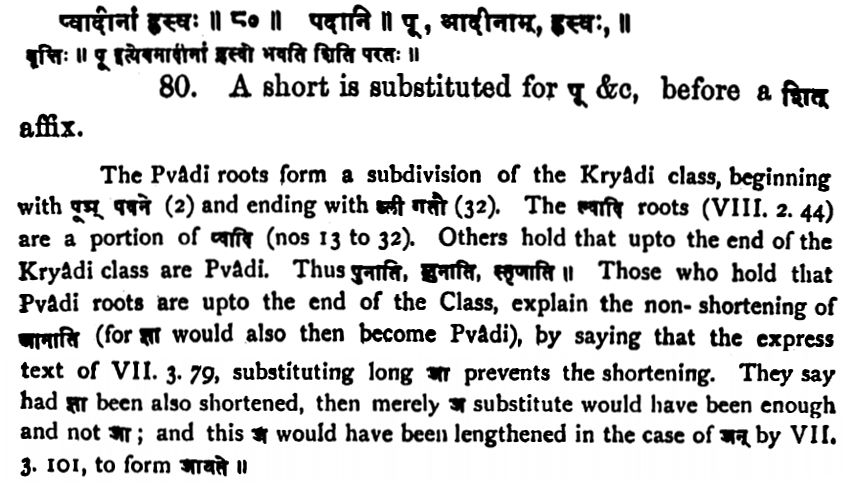 प्वादीनां ह्रस्वः ॥ ८० ॥ पदानि ॥ पू, आदीनाम्, ह्रस्वः, ॥
वृत्तिः ॥ पू इत्येवमादीनां ह्रस्वो भवति शिति परतः ॥
80. A short is substituted for पू &c, before a शित्
affix.
The Pvâdi roots form a subdivision of the Kryâdi class, beginning
with पूञ् पवने (2) and ending with प्ली गतौ (32). The ल्वादि roots (VIII. 2. 44)
are a portion of प्वादि (nos 13 to 32). Others hold that upto the end of the
Kryâdi class are Pvâdi. Thus पुनाति, लुनाति, स्तृणाति ॥ Those who hold that
Pvâdi roots are upto the end of the Class, explain the non- shortening of
जानाति (for ज्ञा would also then become Pvâdi), by saying that the express
text of VII. 3. 79, substituting long आ prevents the shortening. They say
had ज्ञा been also shortened, then merely अ substitute would have been enough
and not आ ; and this अ would have been lengthened in the case of जन् by VII.
3. 101, to form जायते ॥